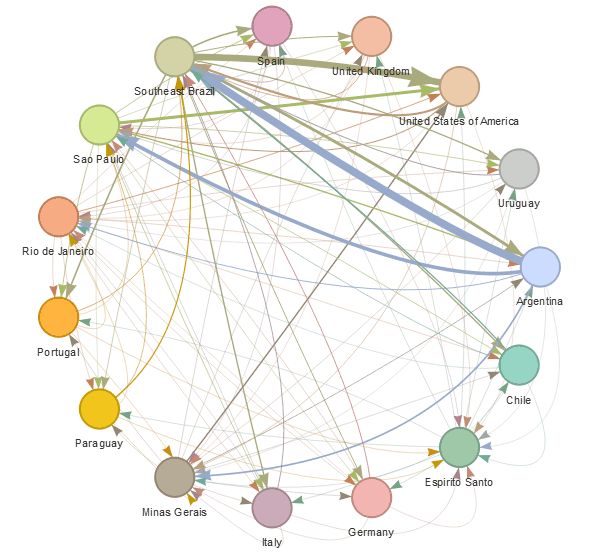 Spain
United Kingdom
Southeast Brazil
United States of America
Sao Paulo
Uruguay
Rio de Janeiro
Argentina
Portugal
Chile
Paraguay
Espirito Santo
Minas Gerais
Germany
Italy